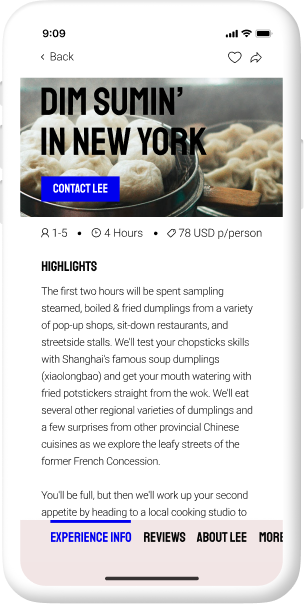 9:09
Back
DIM SUMIN'
IN NEW YORK
CONTACT LEE
1-5 • 4 Hours • 78 USD p/person
HIGHLIGHTS
The first two hours will be spent sampling
steamed, boiled & fried dumplings from a variety
of pop-up shops, sit-down restaurants, and
streetside stalls. We'll test your chopsticks skills
with Shanghai's famous soup dumplings
(xiaolongbao) and get your mouth watering with
fried potstickers straight from the wok. We'll eat
several other regional varieties of dumplings and
a few surprises from other provincial Chinese
cuisines as we explore the leafy streets of the
former French Concession.
You'll be full, but then we'll work up your second
appetite by heading to a local cooking studio to
EXPERIENCE INFO REVIEWS ABOUT LEE MORE